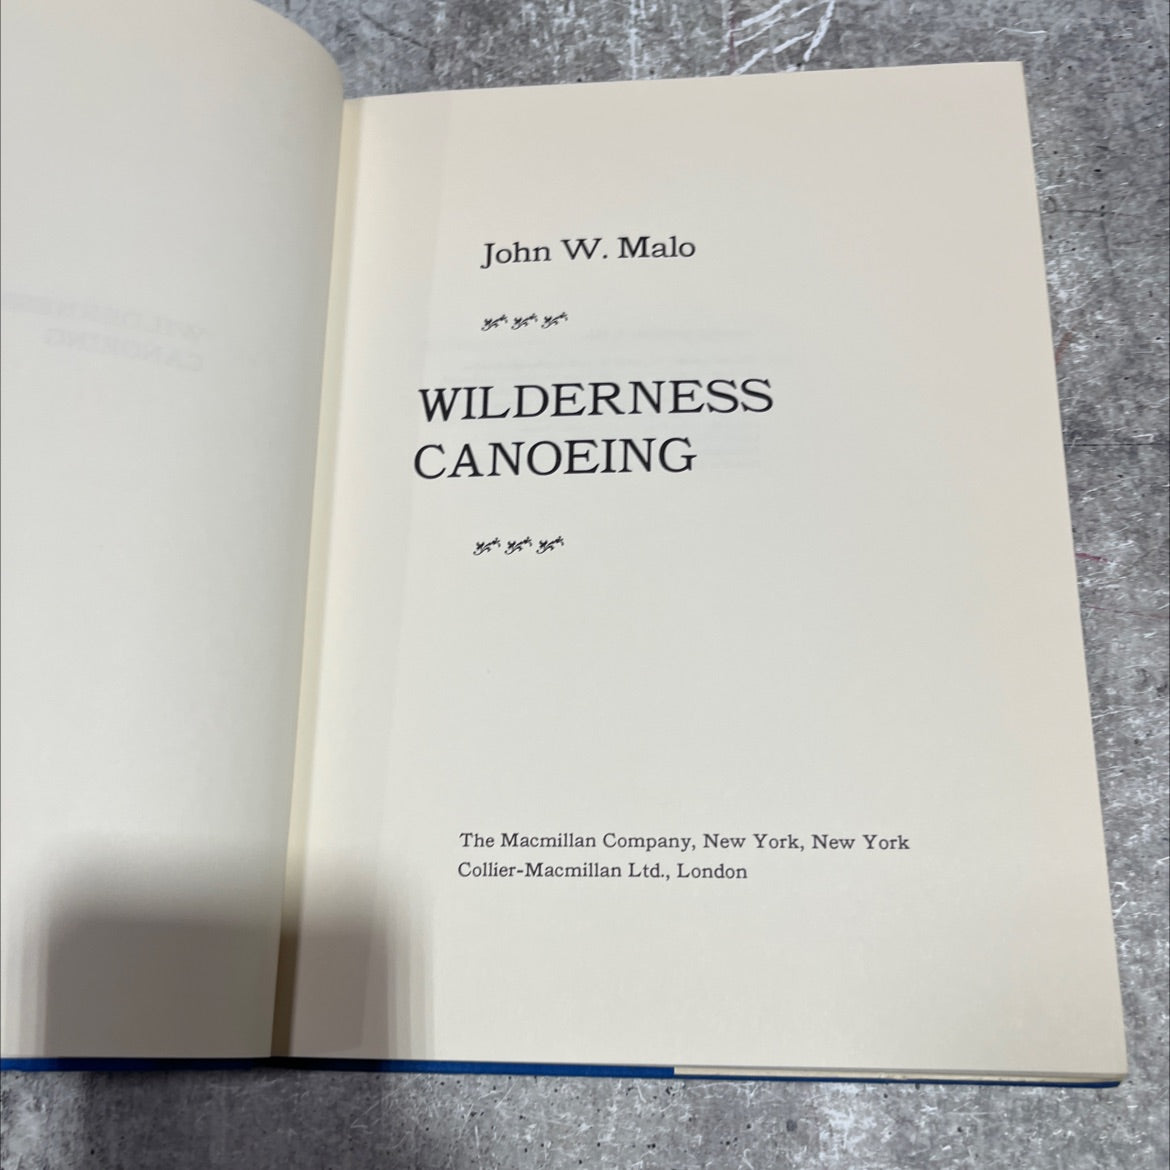 John W. Malo
WILDERNESS
CANOEING
The Macmillan Company, New York, New York
Collier-Macmillan Ltd., London